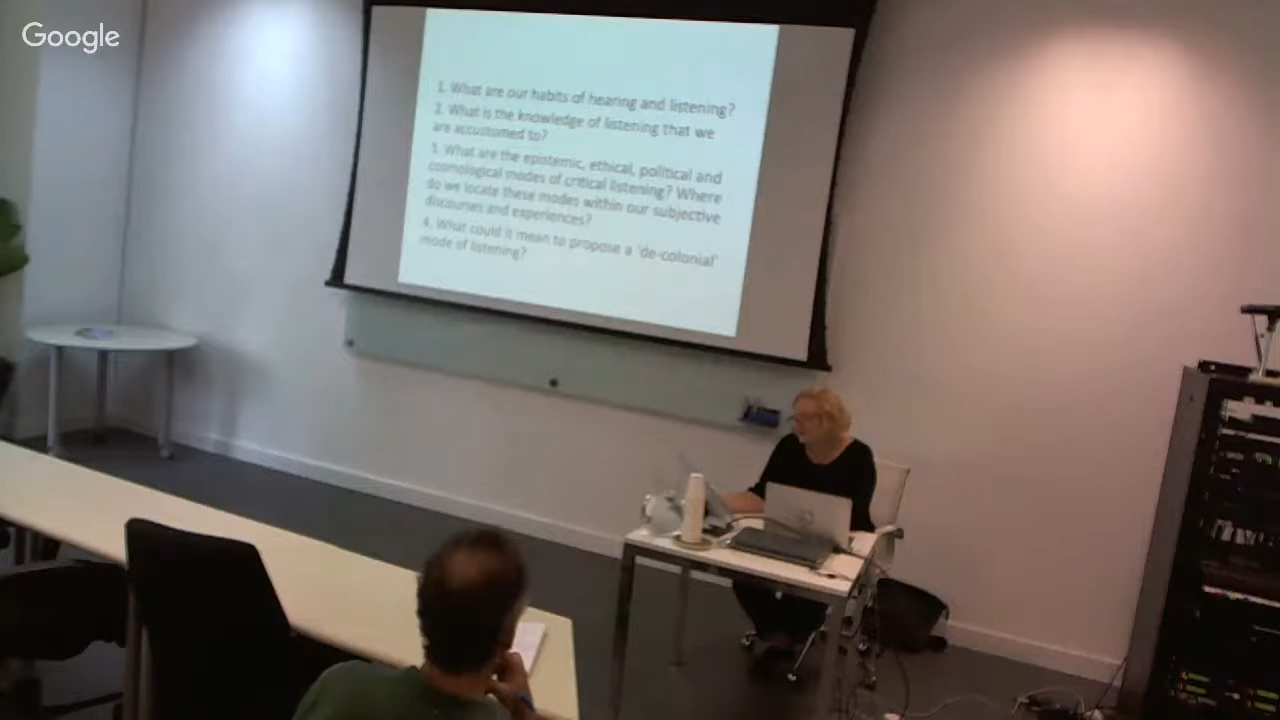 Google
1. What are our habits of hearing and listening?
2. What is the knowledge of listening that we
are accustomed to?
3. What are the epistemic, ethical, political and
cosmological modes of critical listening? Where
do we locate these modes within our subjective
discourses and experiences?
4. What could it mean to propose a 'de-colonial'
mode of listening?